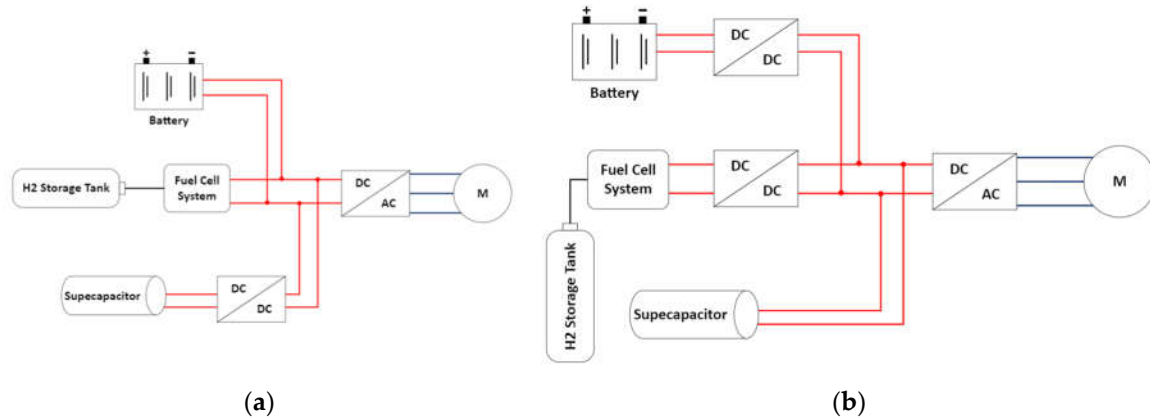 + −
Battery
H2 Storage Tank
Fuel Cell
System
DC
AC
M
Supecapacitor
DC
DC
(a)
+ −
DC
DC
Battery
Fuel Cell
System
DC
DC
DC
AC
M
H2 Storage Tank
Supecapacitor
(b)